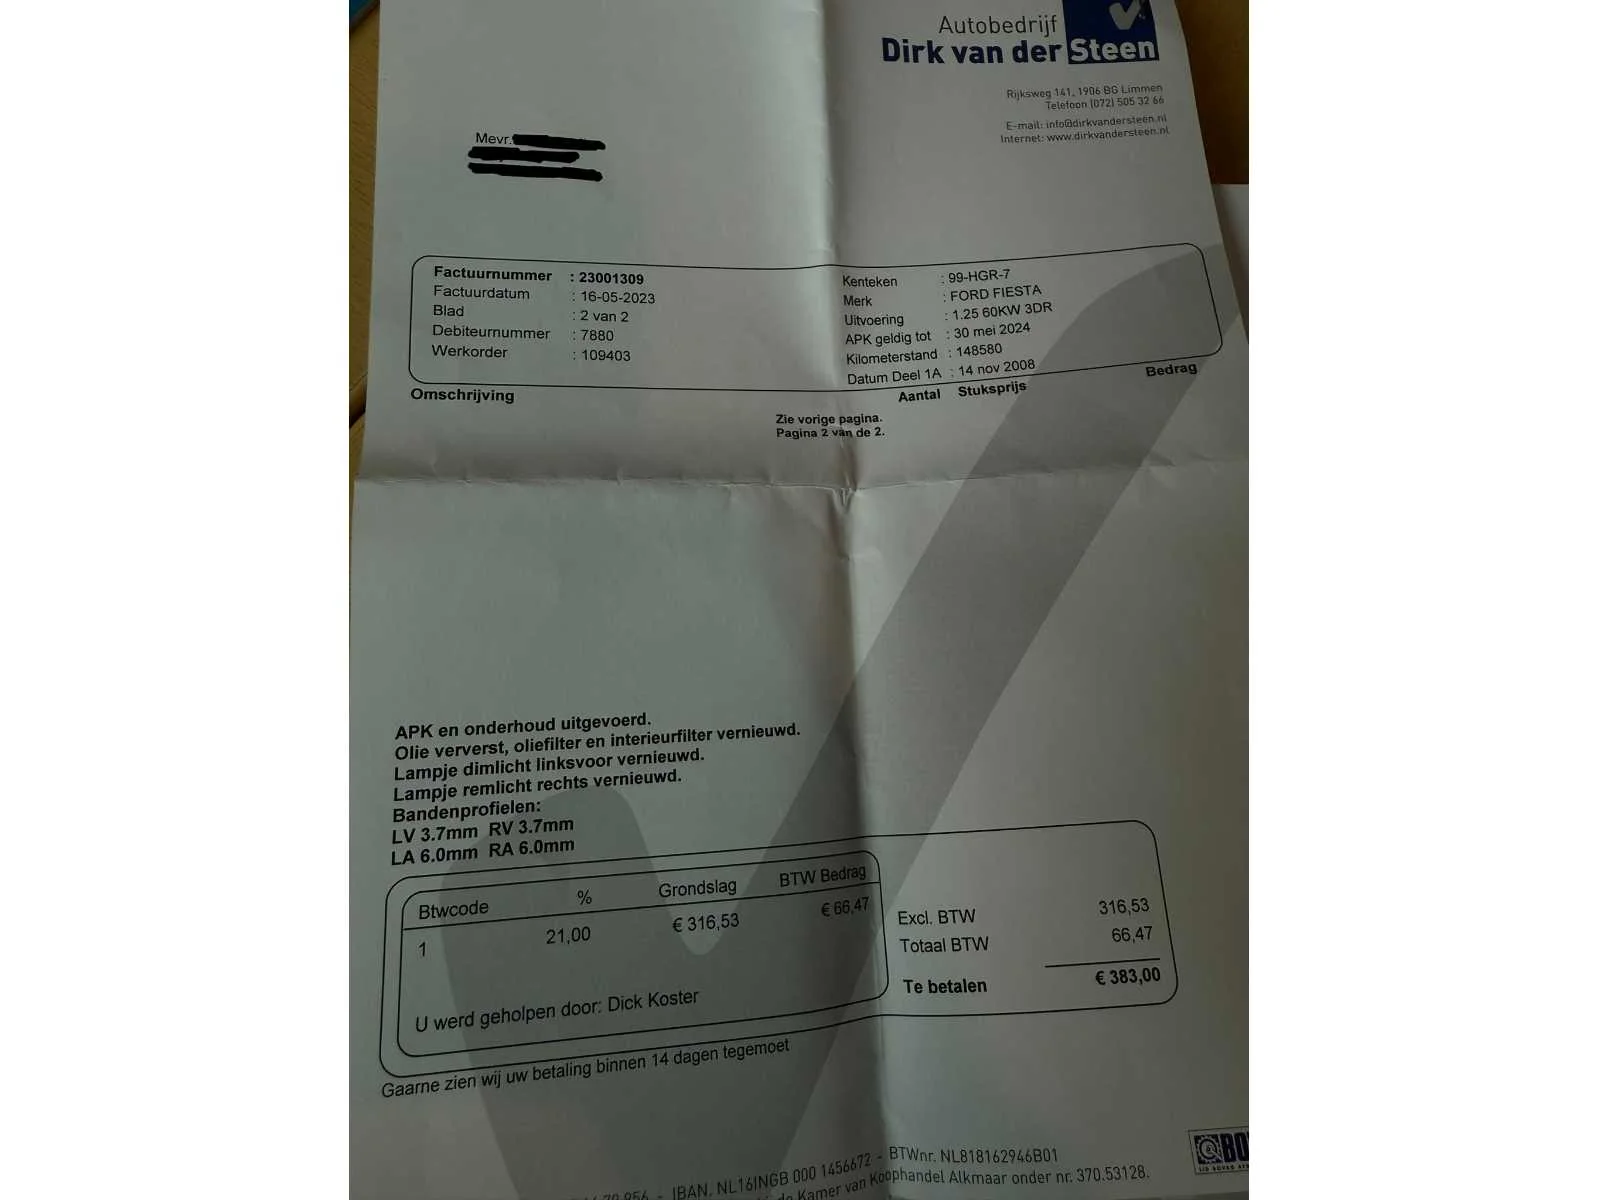 Autobedrijf
Dirk van der Steen
Rijksweg 141, 1906 BG Limmen
Telefoon (072) 505 32 66
E-mail: info@dirkvandersteen.nl
Internet: www.dirkvandersteen.nl
Mevr.
Factuurnummer : 23001309
Factuurdatum : 16-05-2023
Blad : 2 van 2
Debiteurnummer : 7880
Werkorder : 109403
Kenteken : 99-HGR-7
Merk : FORD FIESTA
Uitvoering : 1.25 60KW 3DR
APK geldig tot : 30 mei 2024
Kilometerstand : 148580
Datum Deel 1A : 14 nov 2008
Omschrijving Aantal Stuksprijs Bedrag
Zie vorige pagina.
Pagina 2 van de 2.
APK en onderhoud uitgevoerd.
Olie ververst, oliefilter en interieurfilter vernieuwd.
Lampje dimlicht linksvoor vernieuwd.
Lampje remlicht rechts vernieuwd.
Bandenprofielen:
LV 3.7mm RV 3.7mm
LA 6.0mm RA 6.0mm
Btwcode % Grondslag BTW Bedrag
1 21,00 € 316,53 € 66,47
U werd geholpen door: Dick Koster
Excl. BTW 316,53
Totaal BTW 66,47
Te betalen € 383,00
Gaarne zien wij uw betaling binnen 14 dagen tegemoet
956 - IBAN. NL16INGB 000 1456672 - BTWnr. NL818162946B01
de Kamer van Koophandel Alkmaar onder nr. 370.53128.